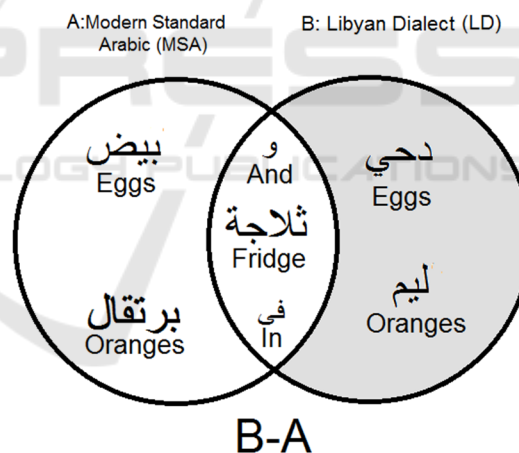 A:Modern Standard
Arabic (MSA)
B: Libyan Dialect (LD)
بيض
Eggs
برتقال
Oranges
و
And
ثلاجة
Fridge
في
In
دحي
Eggs
ليم
Oranges
B-A